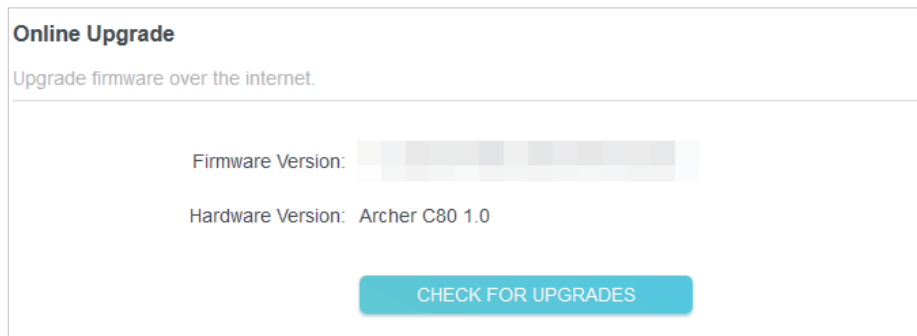 Online Upgrade
Upgrade firmware over the internet.
Firmware Version:
Hardware Version: Archer C80 1.0
CHECK FOR UPGRADES